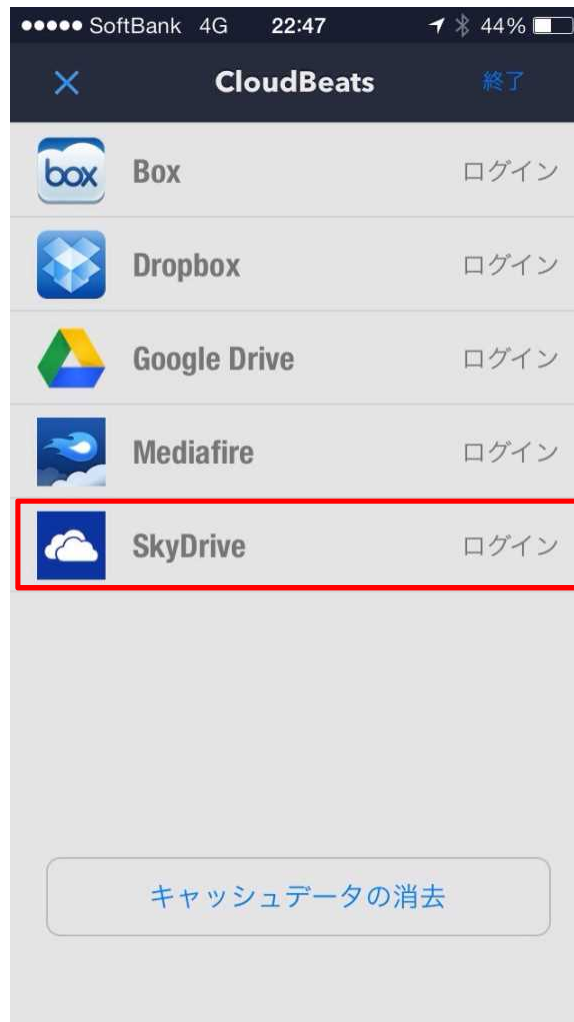 ●●●●● SoftBank 4G 22:47 44%
CloudBeats 終了
box Box ログイン
Dropbox ログイン
Google Drive ログイン
Mediafire ログイン
SkyDrive ログイン
キャッシュデータの消去